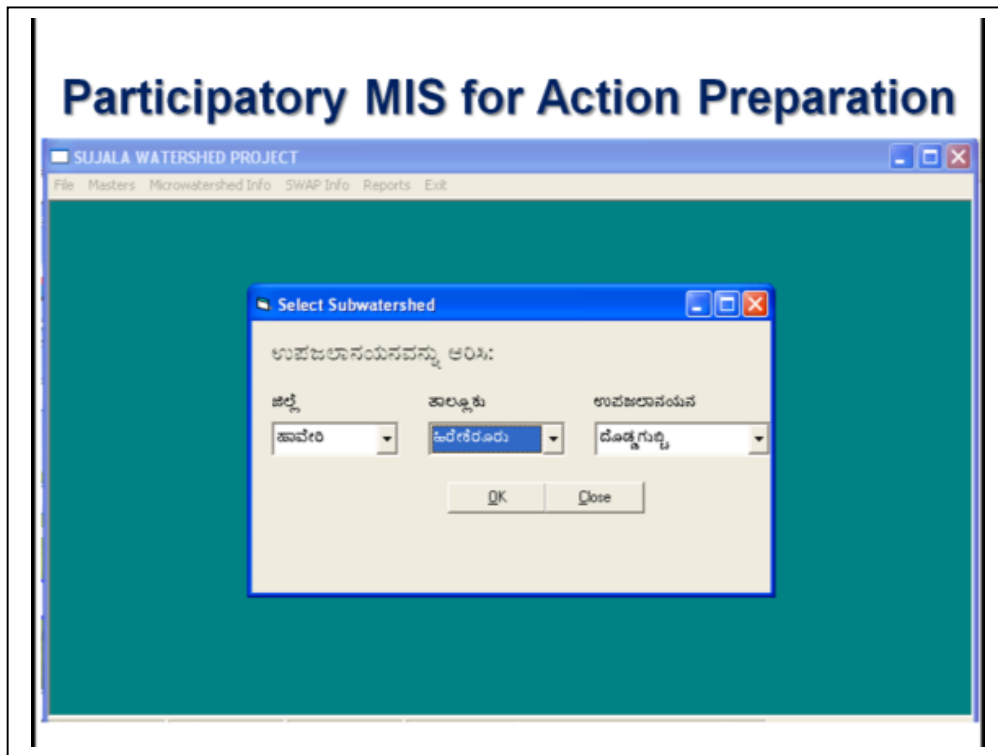 Participatory MIS for Action Preparation
SUJALA WATERSHED PROJECT
File Masters Microwatershed Info SWAP Info Reports Exit
Select Subwatershed
ಉಪಜಲಾನಯನವನ್ನು ಆರಿಸಿ:
ಜಿಲ್ಲೆ ತಾಲ್ಲೂಕು ಉಪಜಲಾನಯನ
ಹಾವೇರಿ ಹಿರೇಕೆರೂರು ದೊಡ್ಡಗುಬ್ಬಿ
OK Close